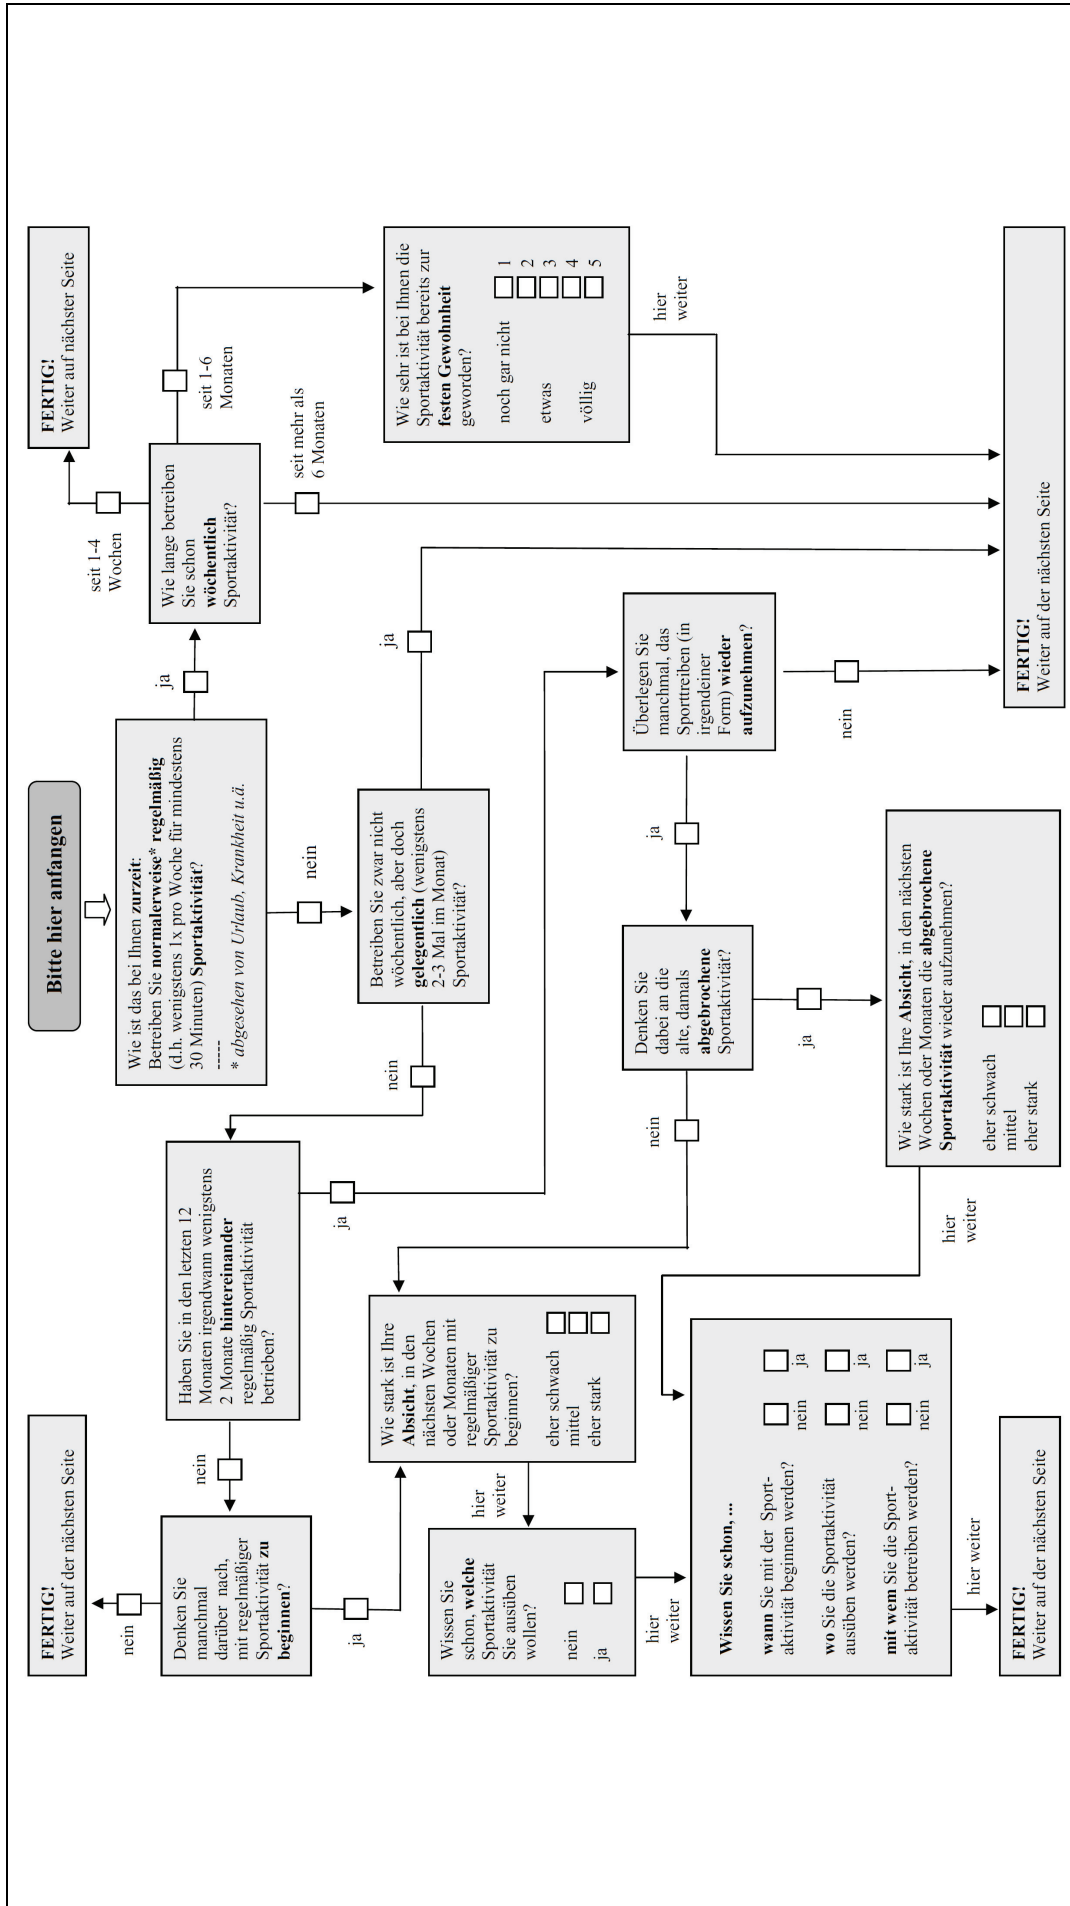 Bitte hier anfangen
Wie ist das bei Ihnen zurzeit:
Betreiben Sie normalerweise* regelmäßig
(d.h. wenigstens 1x pro Woche für mindestens
30 Minuten) Sportaktivität?
-----
* abgesehen von Urlaub, Krankheit u.ä.
ja
nein
Wie lange betreiben
Sie schon
wöchentlich
Sportaktivität?
seit 1-4
Wochen
FERTIG!
Weiter auf nächster Seite
seit 1-6
Monaten
seit mehr als
6 Monaten
Wie sehr ist bei Ihnen die
Sportaktivität bereits zur
festen Gewohnheit
geworden?
noch gar nicht
1
2
etwas
3
4
völlig
5
hier
weiter
Betreiben Sie zwar nicht
wöchentlich, aber doch
gelegentlich (wenigstens
2-3 Mal im Monat)
Sportaktivität?
ja
nein
Haben Sie in den letzten 12
Monaten irgendwann wenigstens
2 Monate hintereinander
regelmäßig Sportaktivität
betrieben?
nein
ja
Denken Sie
manchmal
darüber nach,
mit regelmäßiger
Sportaktivität zu
beginnen?
nein
FERTIG!
Weiter auf der nächsten Seite
ja
Wie stark ist Ihre
Absicht, in den
nächsten Wochen
oder Monaten mit
regelmäßiger
Sportaktivität zu
beginnen?
eher schwach
mittel
eher stark
hier
weiter
Wissen Sie
schon, welche
Sportaktivität
Sie ausüben
wollen?
nein
ja
hier
weiter
Überlegen Sie
manchmal, das
Sporttreiben (in
irgendeiner
Form) wieder
aufzunehmen?
ja
nein
Denken Sie
dabei an die
alte, damals
abgebrochene
Sportaktivität?
nein
ja
Wie stark ist Ihre Absicht, in den nächsten
Wochen oder Monaten die abgebrochene
Sportaktivität wieder aufzunehmen?
eher schwach
mittel
eher stark
hier
weiter
Wissen Sie schon, ...
wann Sie mit der Sport-
aktivität beginnen werden?
nein
ja
wo Sie die Sportaktivität
ausüben werden?
nein
ja
mit wem Sie die Sport-
aktivität betreiben werden?
nein
ja
hier weiter
FERTIG!
Weiter auf der nächsten Seite
FERTIG!
Weiter auf der nächsten Seite